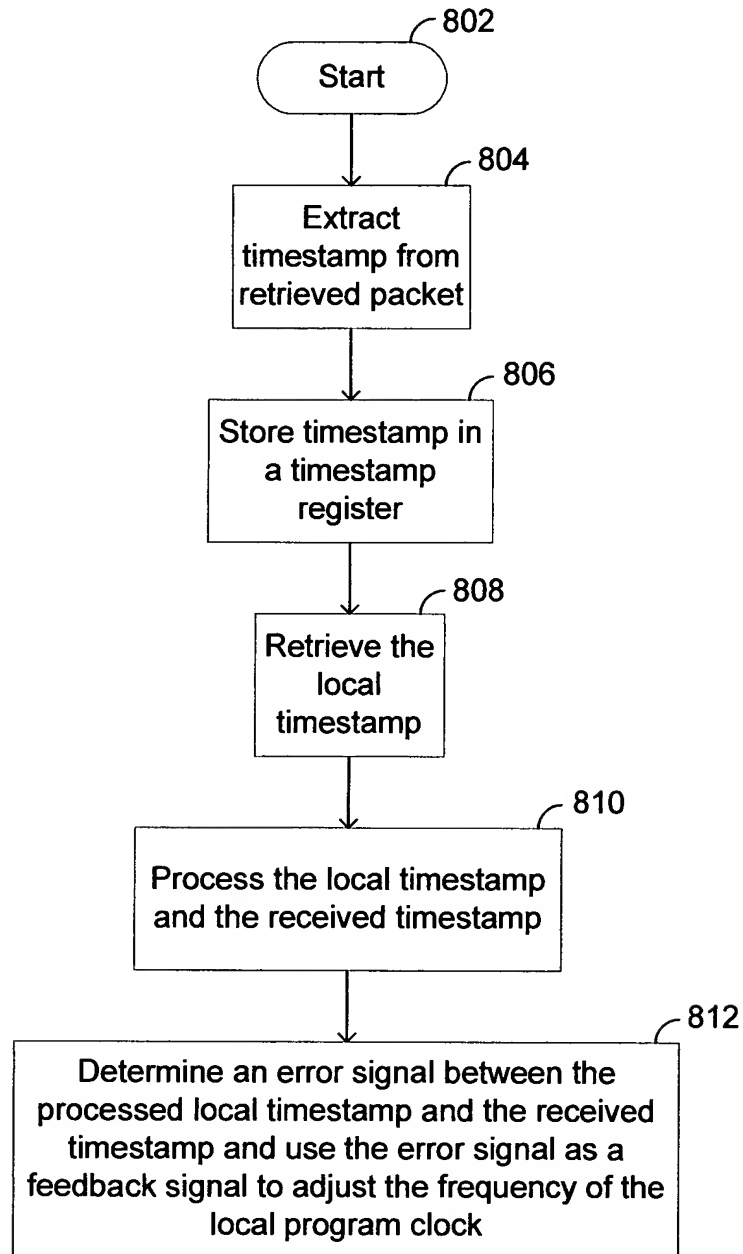 802
Start
804
Extract
timestamp from
retrieved packet
806
Store timestamp in
a timestamp
register
808
Retrieve the
local
timestamp
810
Process the local timestamp
and the received timestamp
812
Determine an error signal between the
processed local timestamp and the received
timestamp and use the error signal as a
feedback signal to adjust the frequency of the
local program clock